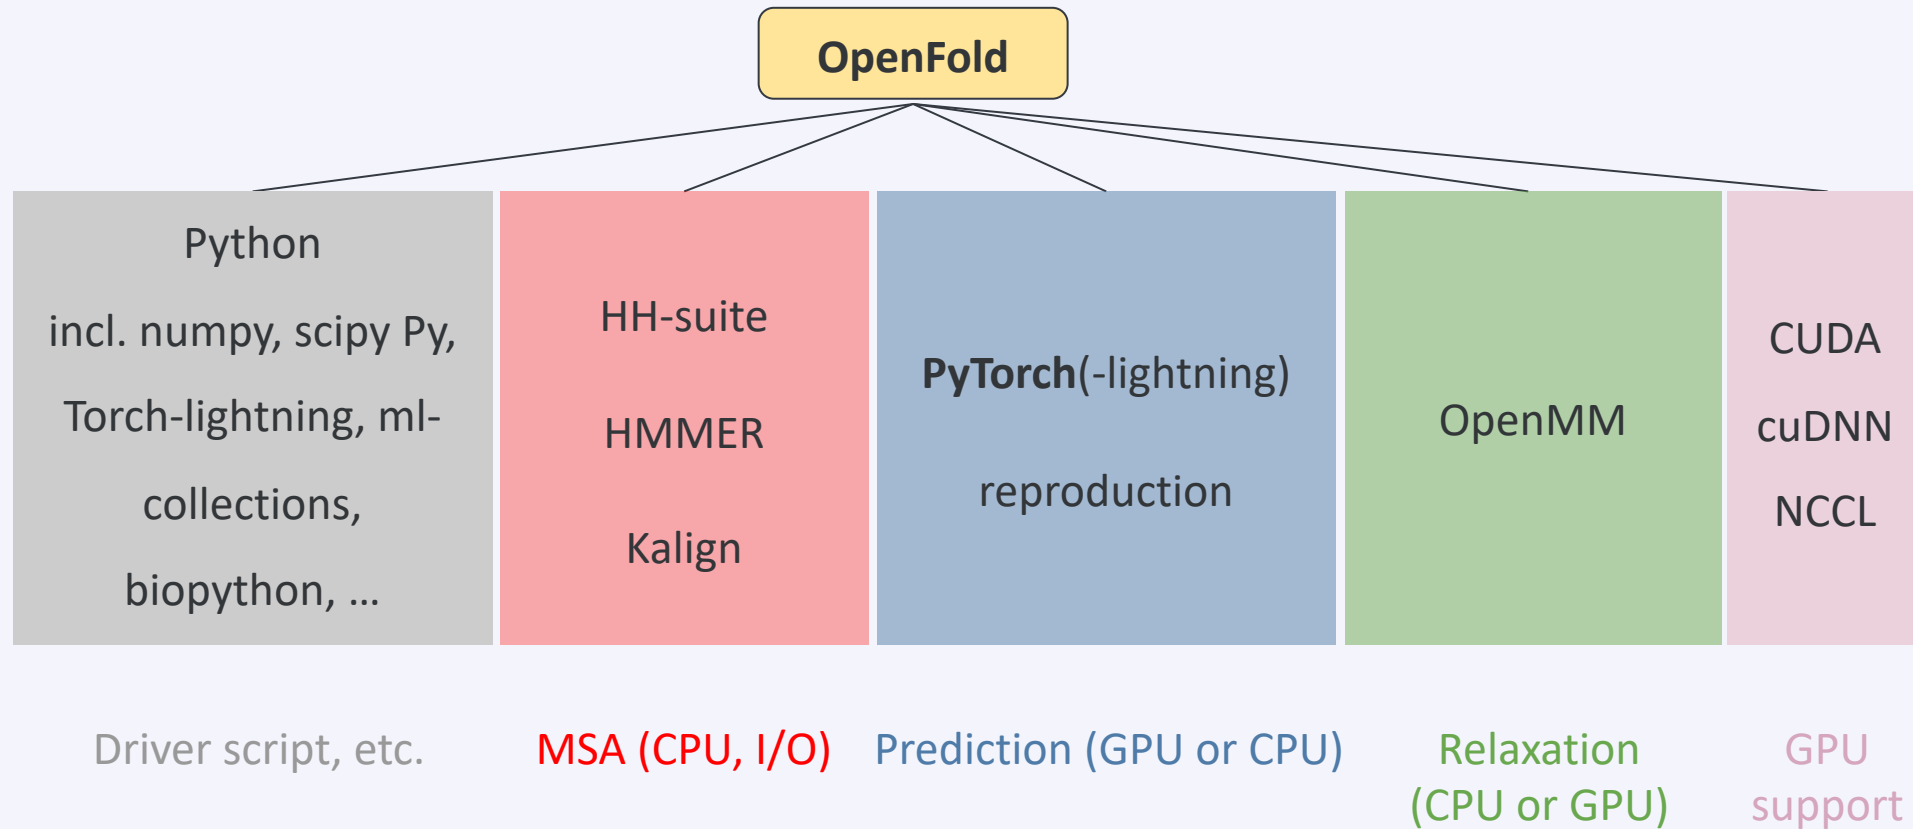 OpenFold
Python
incl. numpy, scipy Py,
Torch-lightning, ml-
collections,
biopython, ...
HH-suite
HMMER
Kalign
PyTorch(-lightning)
reproduction
OpenMM
CUDA
cuDNN
NCCL
Driver script, etc.
MSA (CPU, I/O)
Prediction (GPU or CPU)
Relaxation
(CPU or GPU)
GPU
support